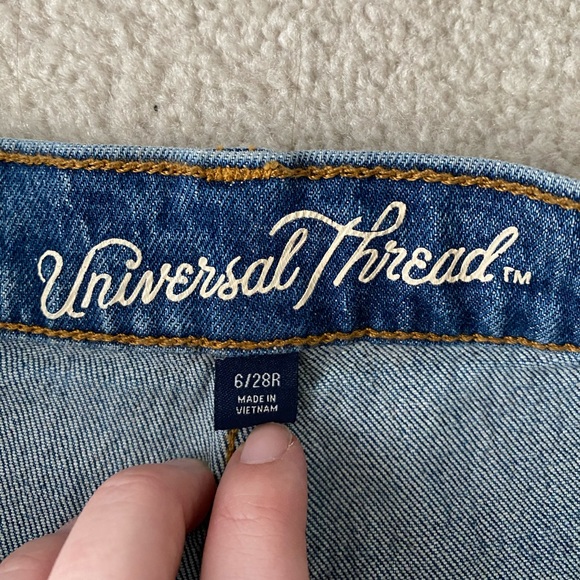 Universal Thread™
6/28R
MADE IN
VIETNAM